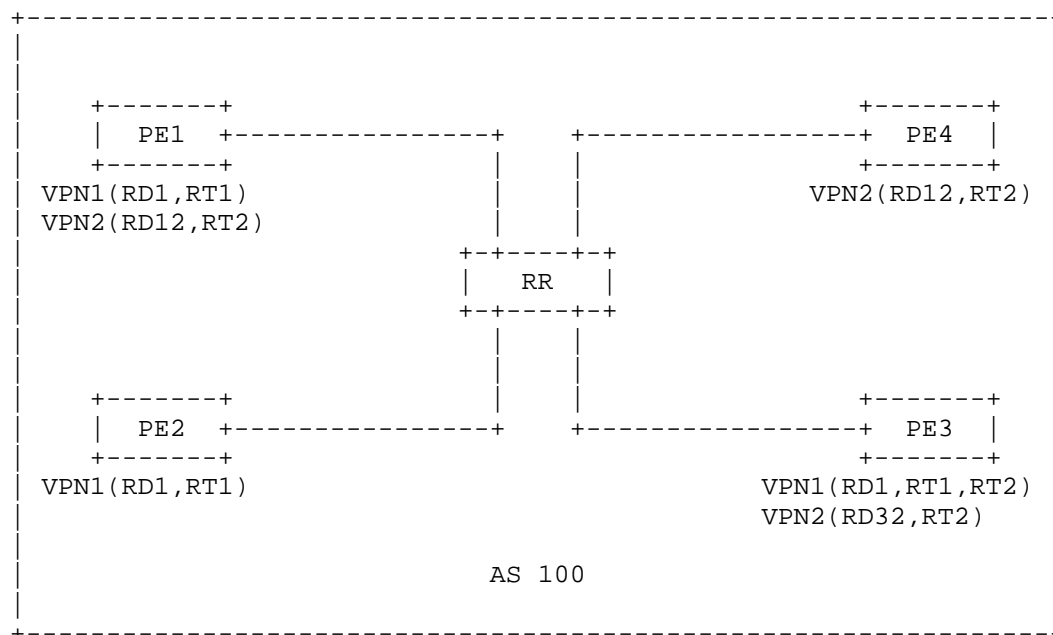 PE1 PE4
VPN1(RD1,RT1) VPN2(RD12,RT2)
VPN2(RD12,RT2)
RR
PE2 PE3
VPN1(RD1,RT1) VPN1(RD1,RT1,RT2)
VPN2(RD32,RT2)
AS 100